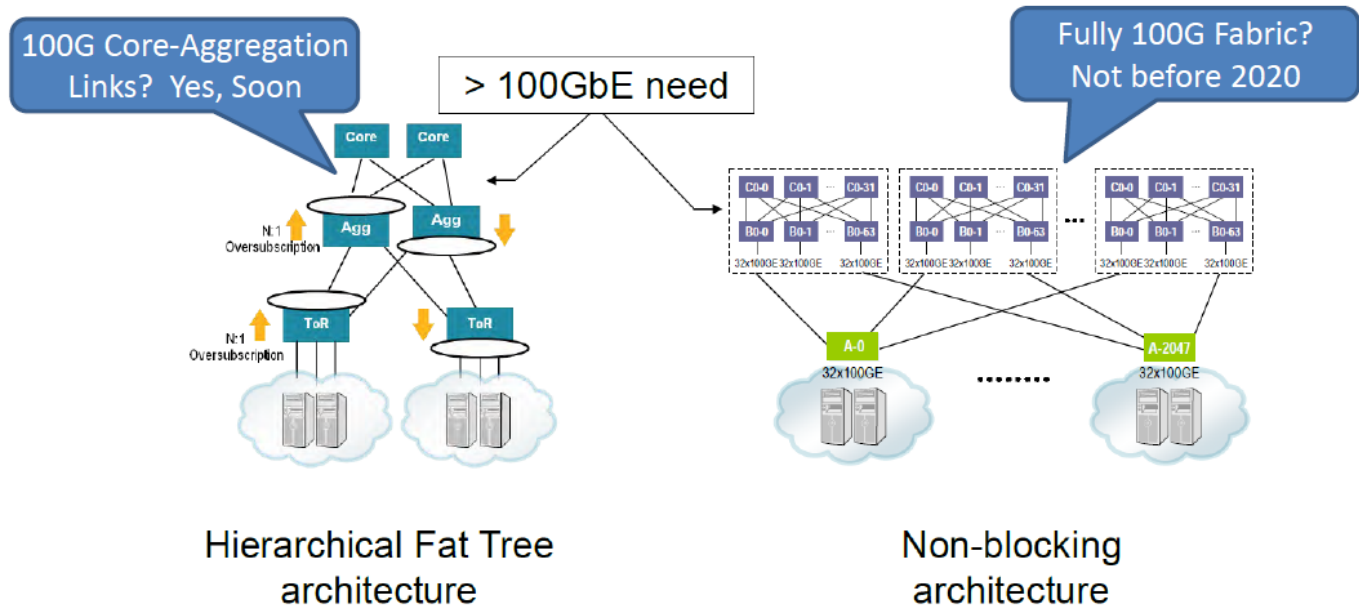 100G Core-Aggregation
Links?  Yes, Soon
> 100GbE need
Fully 100G Fabric?
Not before 2020
Core
Core
Agg
Agg
N:1
Oversubscription
ToR
ToR
N:1
Oversubscription
C0-0 C0-1 ... C0-31
B0-0 B0-1 ... B0-63
32x100GE 32x100GE 32x100GE
C0-0 C0-1 ... C0-31
B0-0 B0-1 ... B0-63
32x100GE 32x100GE 32x100GE
...
C0-0 C0-1 ... C0-31
B0-0 B0-1 ... B0-63
32x100GE 32x100GE 32x100GE
A-0
32x100GE
.........
A-2047
32x100GE
Hierarchical Fat Tree
architecture
Non-blocking
architecture